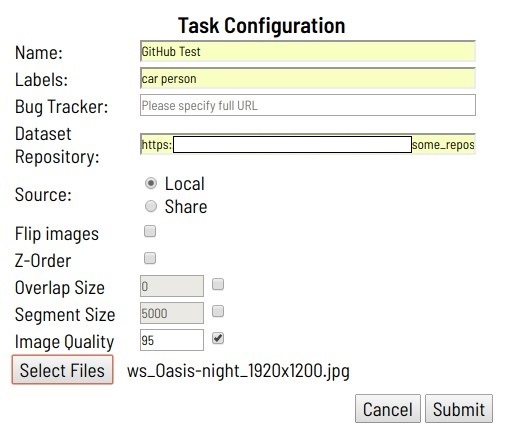 Task Configuration
Name: GitHub Test
Labels: car person
Bug Tracker: Please specify full URL
Dataset
Repository: https: some_repos
Source: Local
Share
Flip images
Z-Order
Overlap Size 0
Segment Size 5000
Image Quality 95
Select Files ws_Oasis-night_1920x1200.jpg
Cancel Submit